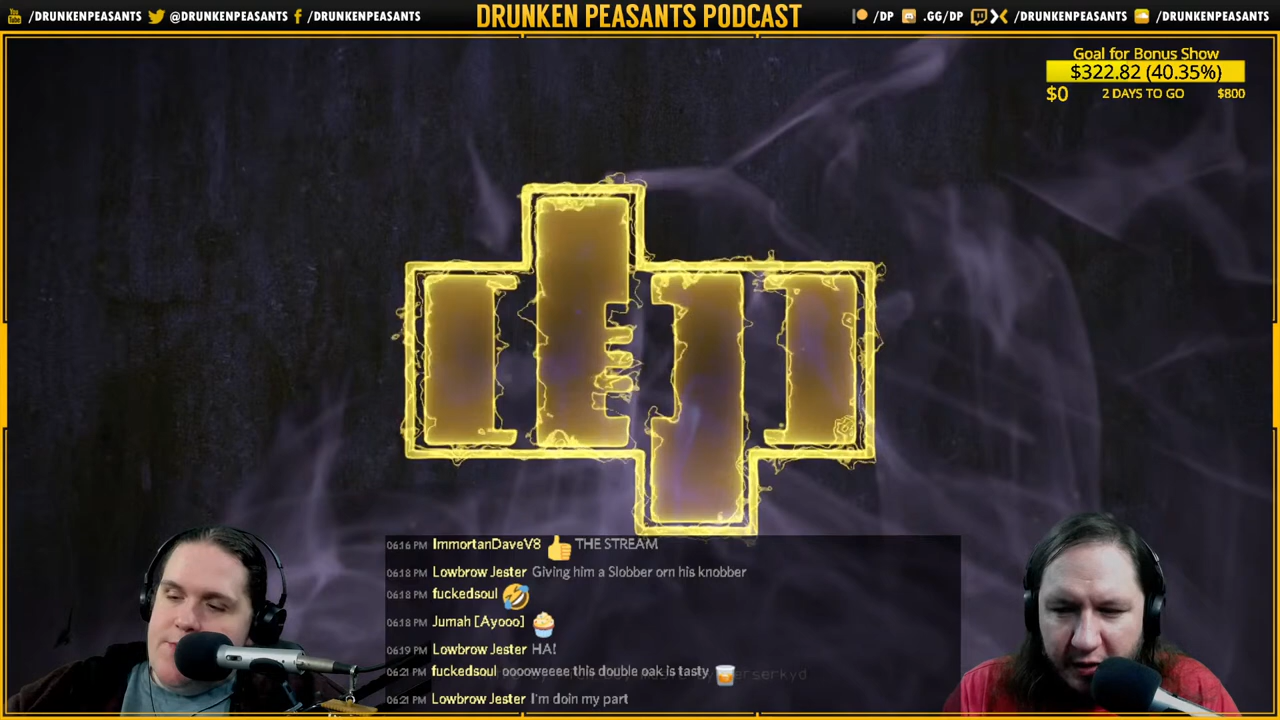 You Tube /DRUNKENPEASANTS @DRUNKENPEASANTS /DRUNKENPEASANTS DRUNKEN PEASANTS PODCAST /DP .GG/DP /DRUNKENPEASANTS /DRUNKENPEASANTS
Goal for Bonus Show
$322.82 (40.35%)
$0 2 DAYS TO GO $800
06:16 PM ImmortanDaveV8 👍 THE STREAM
06:18 PM Lowbrow Jester Giving him a Slobber orn his knobber
06:18 PM fuckedsoul 🤣
06:18 PM Jumah [Ayooo] 🧁
06:19 PM Lowbrow Jester HA!
06:21 PM fuckedsoul ooooweeee this double oak is tasty 🥃
06:21 PM Lowbrow Jester I'm doin my part